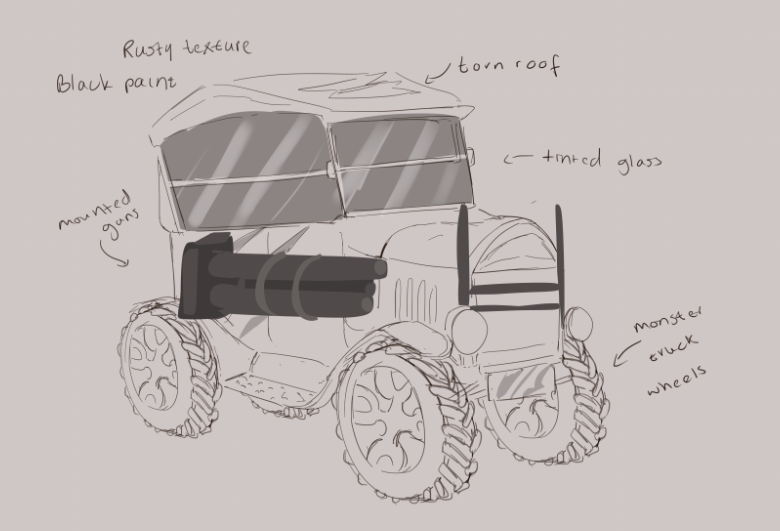 Rusty texture
Black paint
torn roof
tinted glass
mounted
guns
monster
truck
wheels